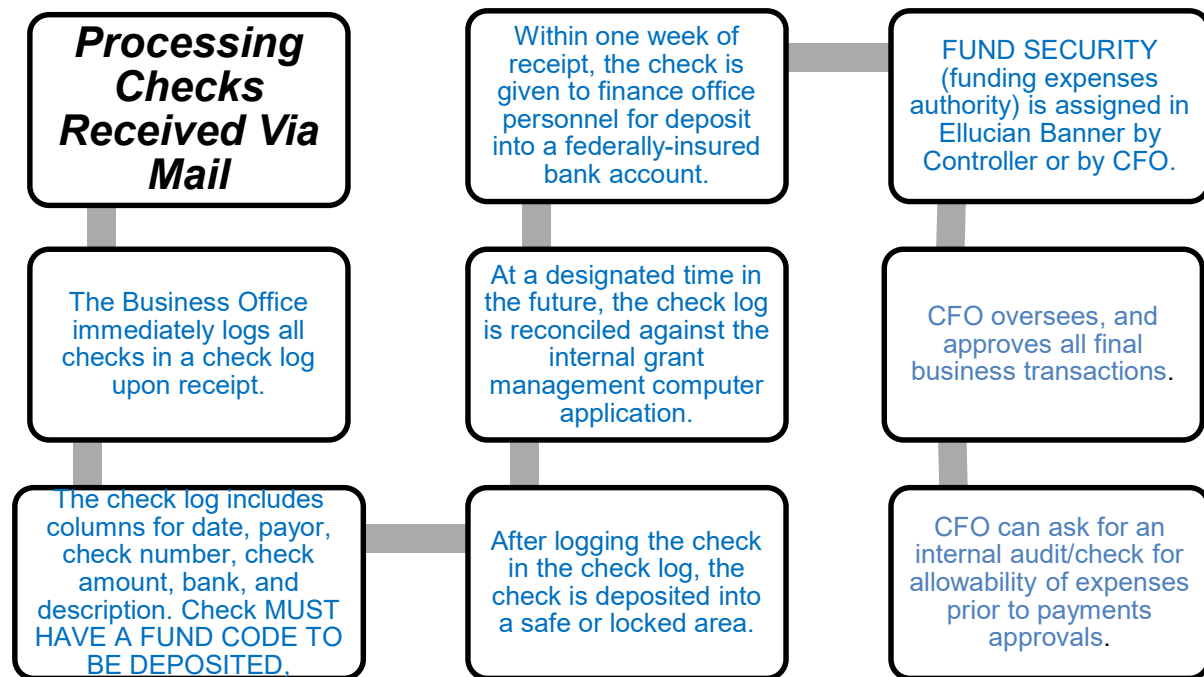 Processing
Checks
Received Via
Mail
The Business Office
immediately logs all
checks in a check log
upon receipt.
The check log includes
columns for date, payor,
check number, check
amount, bank, and
description. Check MUST
HAVE A FUND CODE TO
BE DEPOSITED,
After logging the check
in the check log, the
check is deposited into
a safe or locked area.
At a designated time in
the future, the check log
is reconciled against the
internal grant
management computer
application.
Within one week of
receipt, the check is
given to finance office
personnel for deposit
into a federally-insured
bank account.
FUND SECURITY
(funding expenses
authority) is assigned in
Ellucian Banner by
Controller or by CFO.
CFO oversees, and
approves all final
business transactions.
CFO can ask for an
internal audit/check for
allowability of expenses
prior to payments
approvals.